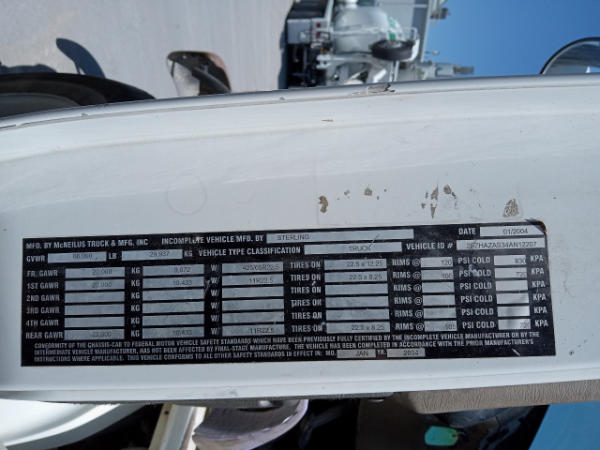 MFD. BY McNEILUS TRUCK & MFG, INC INCOMPLETE VEHICLE MFD. BY STERLING DATE 01/2004
GVWR 66,000 LB 29,937 KG VEHICLE TYPE CLASSIFICATION TRUCK VEHICLE ID #
FR. GAWR 20,000 KG 9,072 W/ 425/65R22.5 TIRES ON 22.5 x 12.25 RIMS @ 120 PSI COLD 830 KPA
1ST GAWR KG 10,433 W/ 11R22.5 TIRES ON 22.5 x 8.25 RIMS @ PSI COLD KPA
2ND GAWR KG W/ TIRES ON RIMS @ PSI COLD KPA
3RD GAWR KG W/ TIRES ON RIMS @ PSI COLD KPA
4TH GAWR KG W/ TIRES ON RIMS @ PSI COLD KPA
REAR GAWR 23,000 KG 10,433 W/ 11R22.5 TIRES ON 22.5 x 8.25 RIMS @ PSI COLD KPA
CONFORMITY OF THE CHASSIS-CAB TO FEDERAL MOTOR VEHICLE SAFETY STANDARDS WHICH HAVE BEEN PREVIOUSLY FULLY CERTIFIED BY THE INCOMPLETE VEHICLE MANUFACTURER OR BY THE
INTERMEDIATE VEHICLE MANUFACTURER, HAS NOT BEEN AFFECTED BY FINAL-STAGE MANUFACTURE. THE VEHICLE HAS BEEN COMPLETED IN ACCORDANCE WITH THE PRIOR MANUFACTURER'S
INSTRUCTIONS WHERE APPLICABLE. THIS VEHICLE CONFORMS TO ALL OTHER APPLICABLE FEDERAL MOTOR VEHICLE SAFETY STANDARDS IN EFFECT IN: MO. JAN YR. 2004